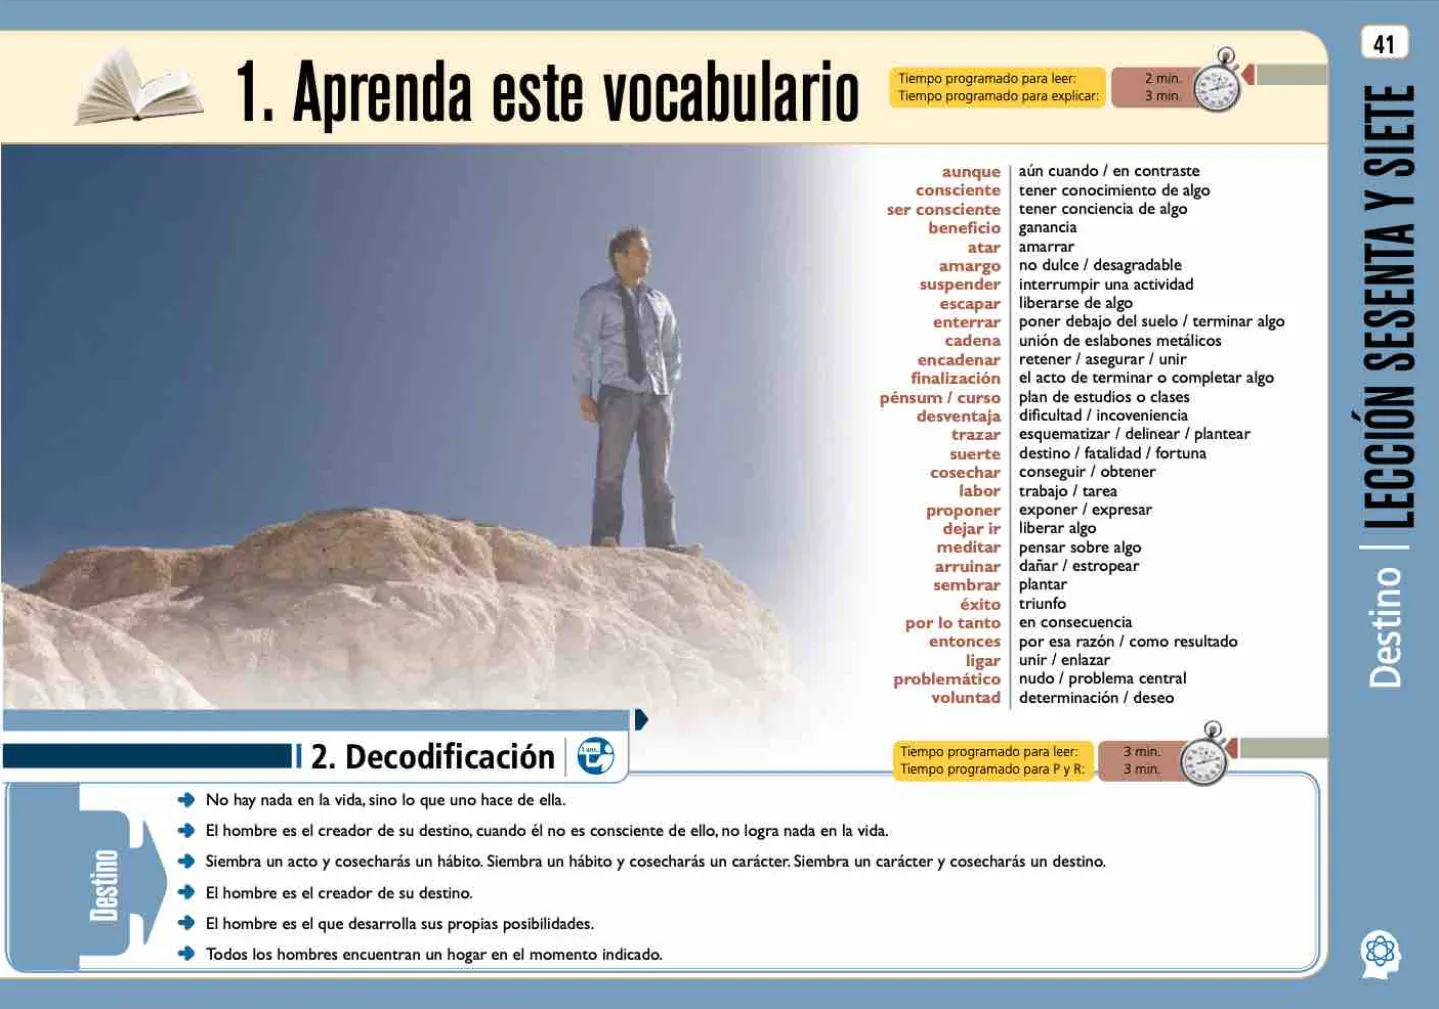 41
1. Aprenda este vocabulario
Tiempo programado para leer: 2 min.
Tiempo programado para explicar: 3 min.
LECCIÓN SESENTA Y SIETE
Destino
aunque aún cuando / en contraste
consciente tener conocimiento de algo
ser consciente tener conciencia de algo
beneficio ganancia
atar amarrar
amargo no dulce / desagradable
suspender interrumpir una actividad
escapar liberarse de algo
enterrar poner debajo del suelo / terminar algo
cadena unión de eslabones metálicos
encadenar retener / asegurar / unir
finalización el acto de terminar o completar algo
pénsum / curso plan de estudios o clases
desventaja dificultad / incoveniencia
trazar esquematizar / delinear / plantear
suerte destino / fatalidad / fortuna
cosechar conseguir / obtener
labor trabajo / tarea
proponer exponer / expresar
dejar ir liberar algo
meditar pensar sobre algo
arruinar dañar / estropear
sembrar plantar
éxito triunfo
por lo tanto en consecuencia
entonces por esa razón / como resultado
ligar unir / enlazar
problemático nudo / problema central
voluntad determinación / deseo
2. Decodificación
Tiempo programado para leer: 3 min.
Tiempo programado para P y R: 3 min.
Destino
No hay nada en la vida, sino lo que uno hace de ella.
El hombre es el creador de su destino, cuando él no es consciente de ello, no logra nada en la vida.
Siembra un acto y cosecharás un hábito. Siembra un hábito y cosecharás un carácter. Siembra un carácter y cosecharás un destino.
El hombre es el creador de su destino.
El hombre es el que desarrolla sus propias posibilidades.
Todos los hombres encuentran un hogar en el momento indicado.